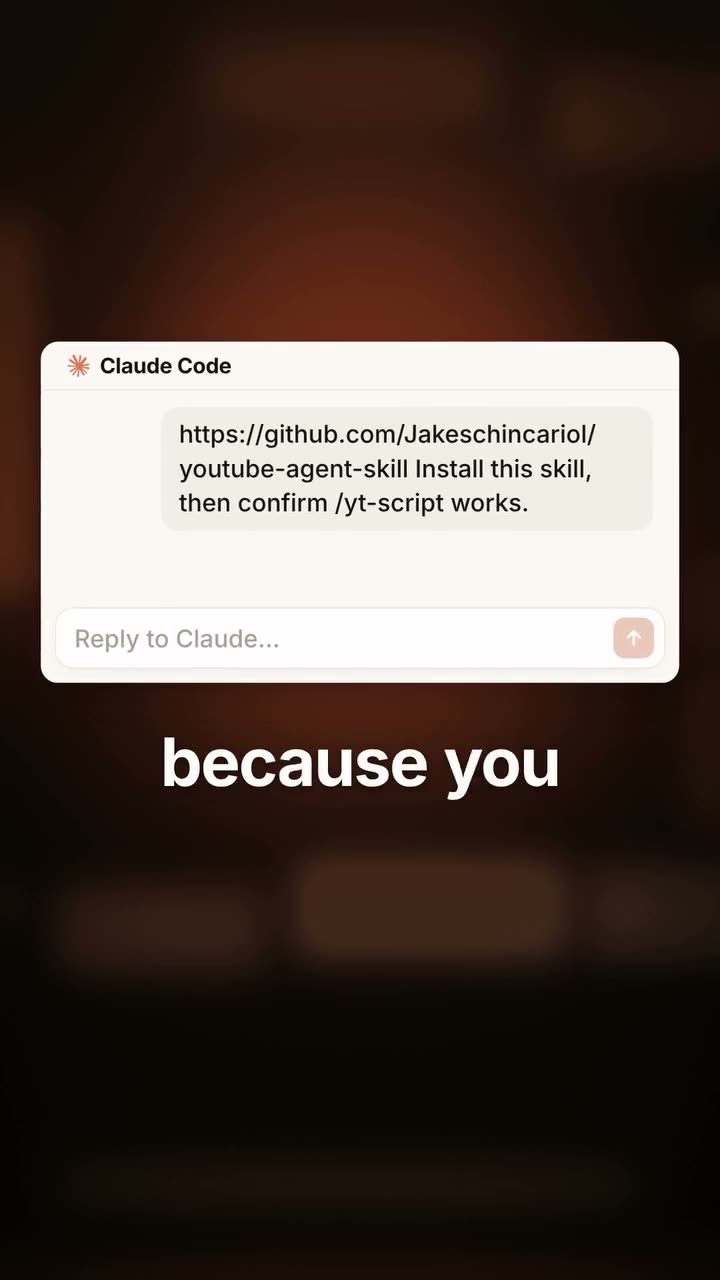 Claude Code
https://github.com/Jakeschincariol/
youtube-agent-skill Install this skill,
then confirm /yt-script works.
Reply to Claude...
because you